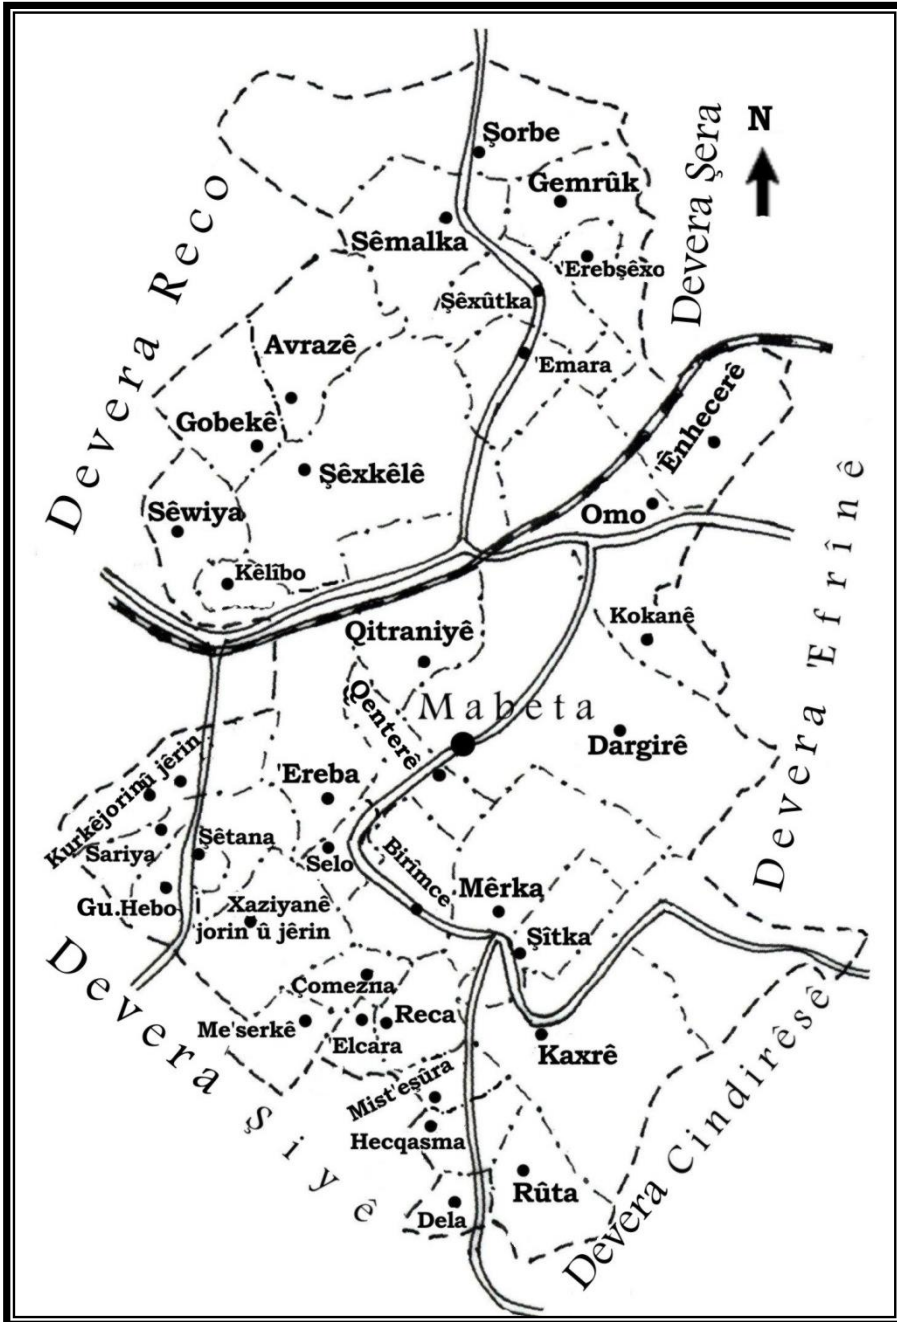 N
Şorbe
Gemrûk
Devera Şera
Devera Reco
Sêmalka
'Erebşêxo
Şêxûtka
Avrazê
'Emara
Gobekê
'Ênhecerê
Şêxkêlê
Sêwiya
Omo
Kêlîbo
Devera 'Efrînê
Kokanê
Qitraniyê
Qenterê
Mabeta
Dargirê
'Ereba
Kurkêjorin û jêrin
Sariya
Şêtana
Selo
Birîmce
Mêrka
Gu.Hebo
Xaziyanê
jorin û jêrin
Şîtka
Devera Şiyê
Çomezna
Me'serkê
'Elcara
Reca
Kaxrê
Mist'eşûra
Hecqasma
Rûta
Dela
Devera Cindirêsê